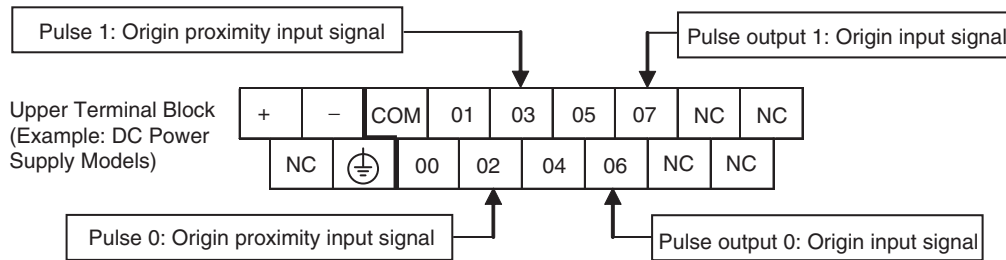 Pulse 1: Origin proximity input signal
Pulse output 1: Origin input signal
Upper Terminal Block
(Example: DC Power
Supply Models)
+ − COM 01 03 05 07 NC NC
NC 00 02 04 06 NC NC
Pulse 0: Origin proximity input signal
Pulse output 0: Origin input signal